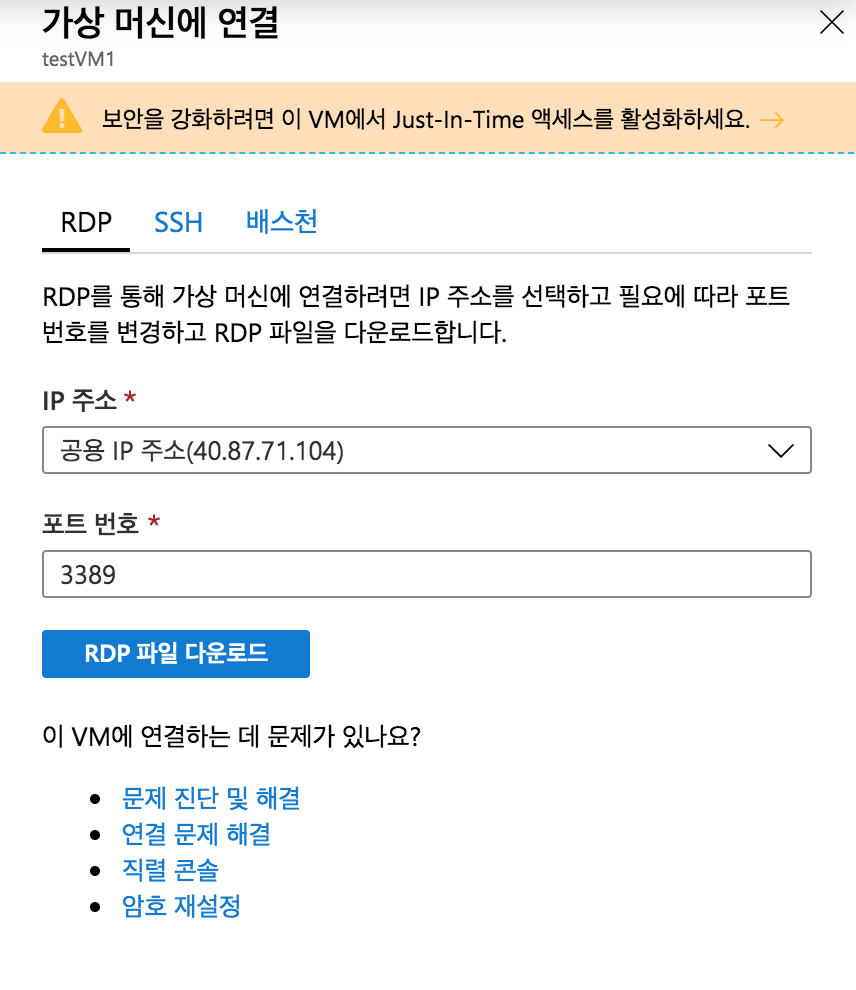 가상 머신에 연결
testVM1
보안을 강화하려면 이 VM에서 Just-In-Time 액세스를 활성화하세요. →
RDP SSH 배스천
RDP를 통해 가상 머신에 연결하려면 IP 주소를 선택하고 필요에 따라 포트
번호를 변경하고 RDP 파일을 다운로드합니다.
IP 주소 *
공용 IP 주소(40.87.71.104)
포트 번호 *
3389
RDP 파일 다운로드
이 VM에 연결하는 데 문제가 있나요?
• 문제 진단 및 해결
• 연결 문제 해결
• 직렬 콘솔
• 암호 재설정